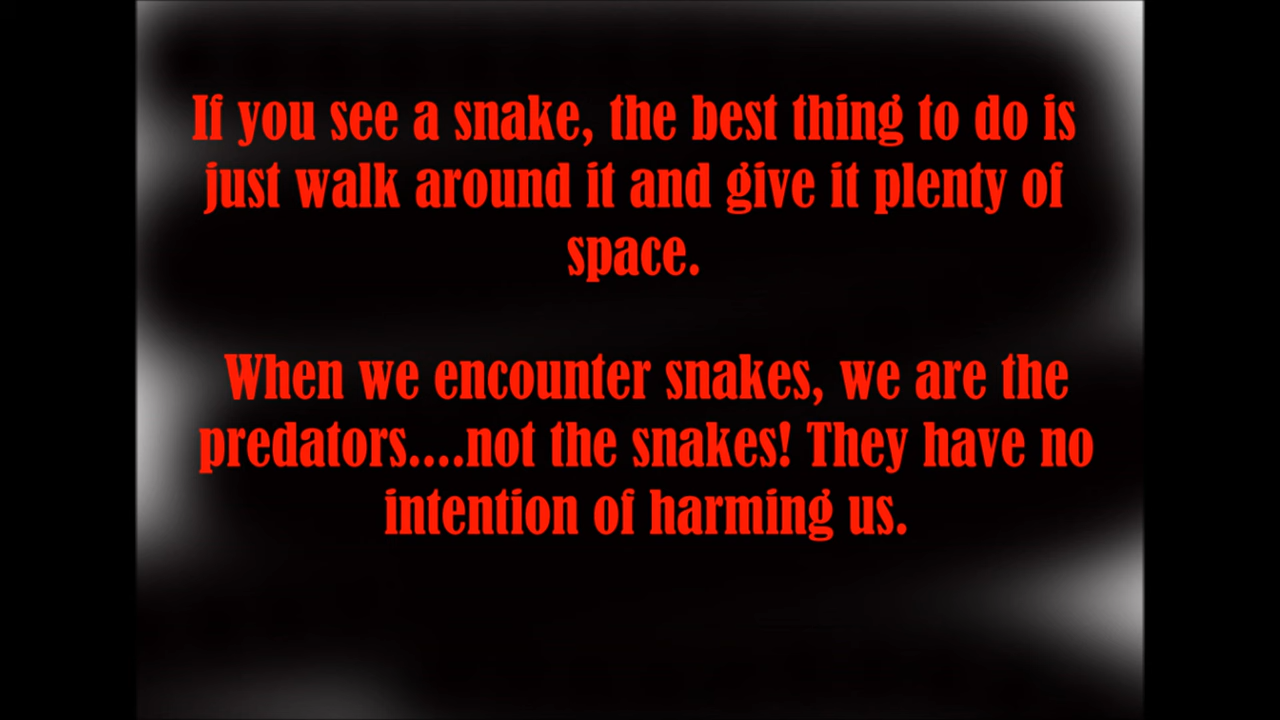 If you see a snake, the best thing to do is
just walk around it and give it plenty of
space.
When we encounter snakes, we are the
predators....not the snakes! They have no
intention of harming us.